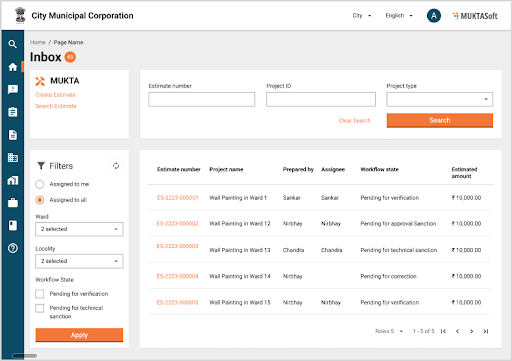 City Municipal Corporation
City
English
A
MUKTASoft
Home / Page Name
Inbox 45
MUKTA
Create Estimate
Search Estimate
Estimate number
Project ID
Project type
Clear Search
Search
Filters
Assigned to me
Assigned to all
Ward
2 selected
Locality
2 selected
Workflow State
Pending for verification
Pending for technical
sanction
Apply
Estimate number Project name Prepared by Assignee Workflow state Estimated
amount
ES-2223-000001 Wall Painting in Ward 1 Sankar Sankar Pending for verification ₹ 10,000.00
ES-2223-000002 Wall Painting in Ward 12 Nirbhay Nirbhay Pending for approval Sanction ₹ 10,000.00
ES-2223-000003 Wall Painting in Ward 13 Chandra Chandra Pending for technical sanction ₹ 10,000.00
ES-2223-000004 Wall Painting in Ward 14 Nirbhay Pending for correction ₹ 10,000.00
ES-2223-000005 Wall Painting in Ward 15 Nirbhay Nirbhay Pending for verification ₹ 10,000.00
Rows 5 1 - 5 of 5